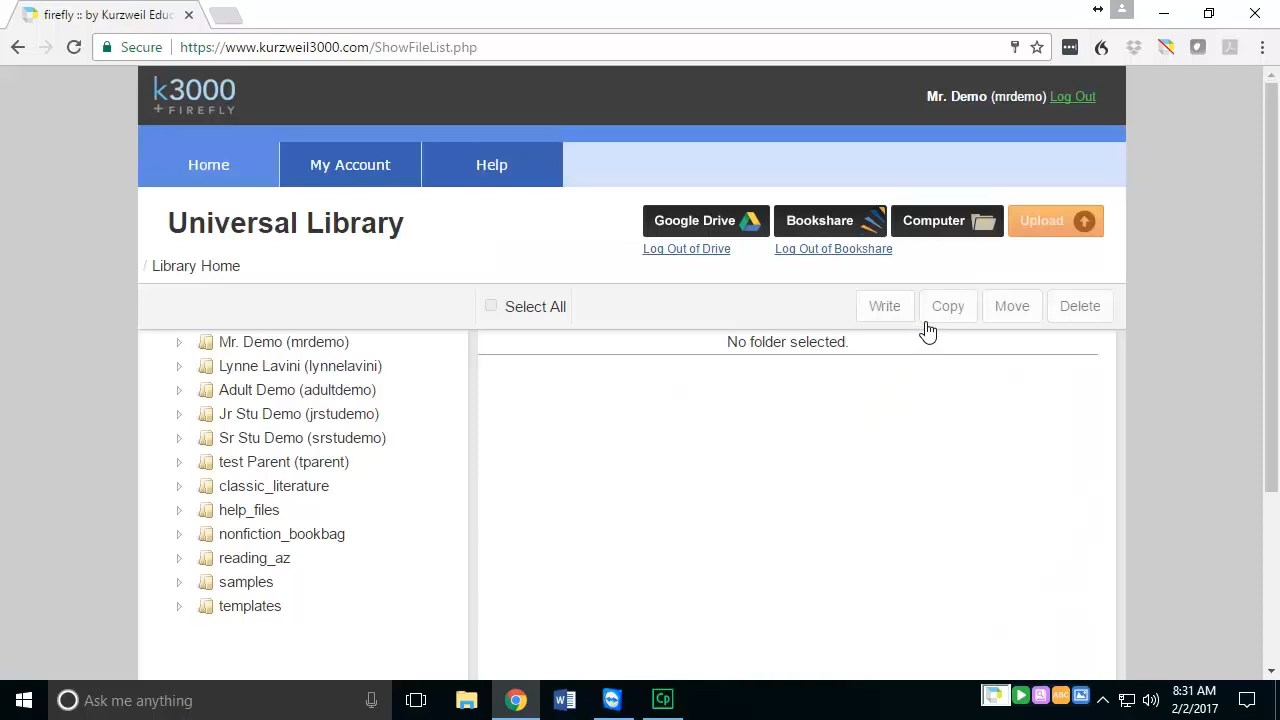 firefly :: by Kurzweil Educ
Secure
https://www.kurzweil3000.com/ShowFileList.php
k3000
+ FIREFLY
Mr. Demo (mrdemo) Log Out
Home
My Account
Help
Universal Library
Google Drive
Bookshare
Computer
Upload
Log Out of Drive
Log Out of Bookshare
/ Library Home
Select All
Write
Copy
Move
Delete
Mr. Demo (mrdemo)
No folder selected.
Lynne Lavini (lynnelavini)
Adult Demo (adultdemo)
Jr Stu Demo (jrstudemo)
Sr Stu Demo (srstudemo)
test Parent (tparent)
classic_literature
help_files
nonfiction_bookbag
reading_az
samples
templates
Ask me anything
W
Cp
ABC
8:31 AM
2/2/2017